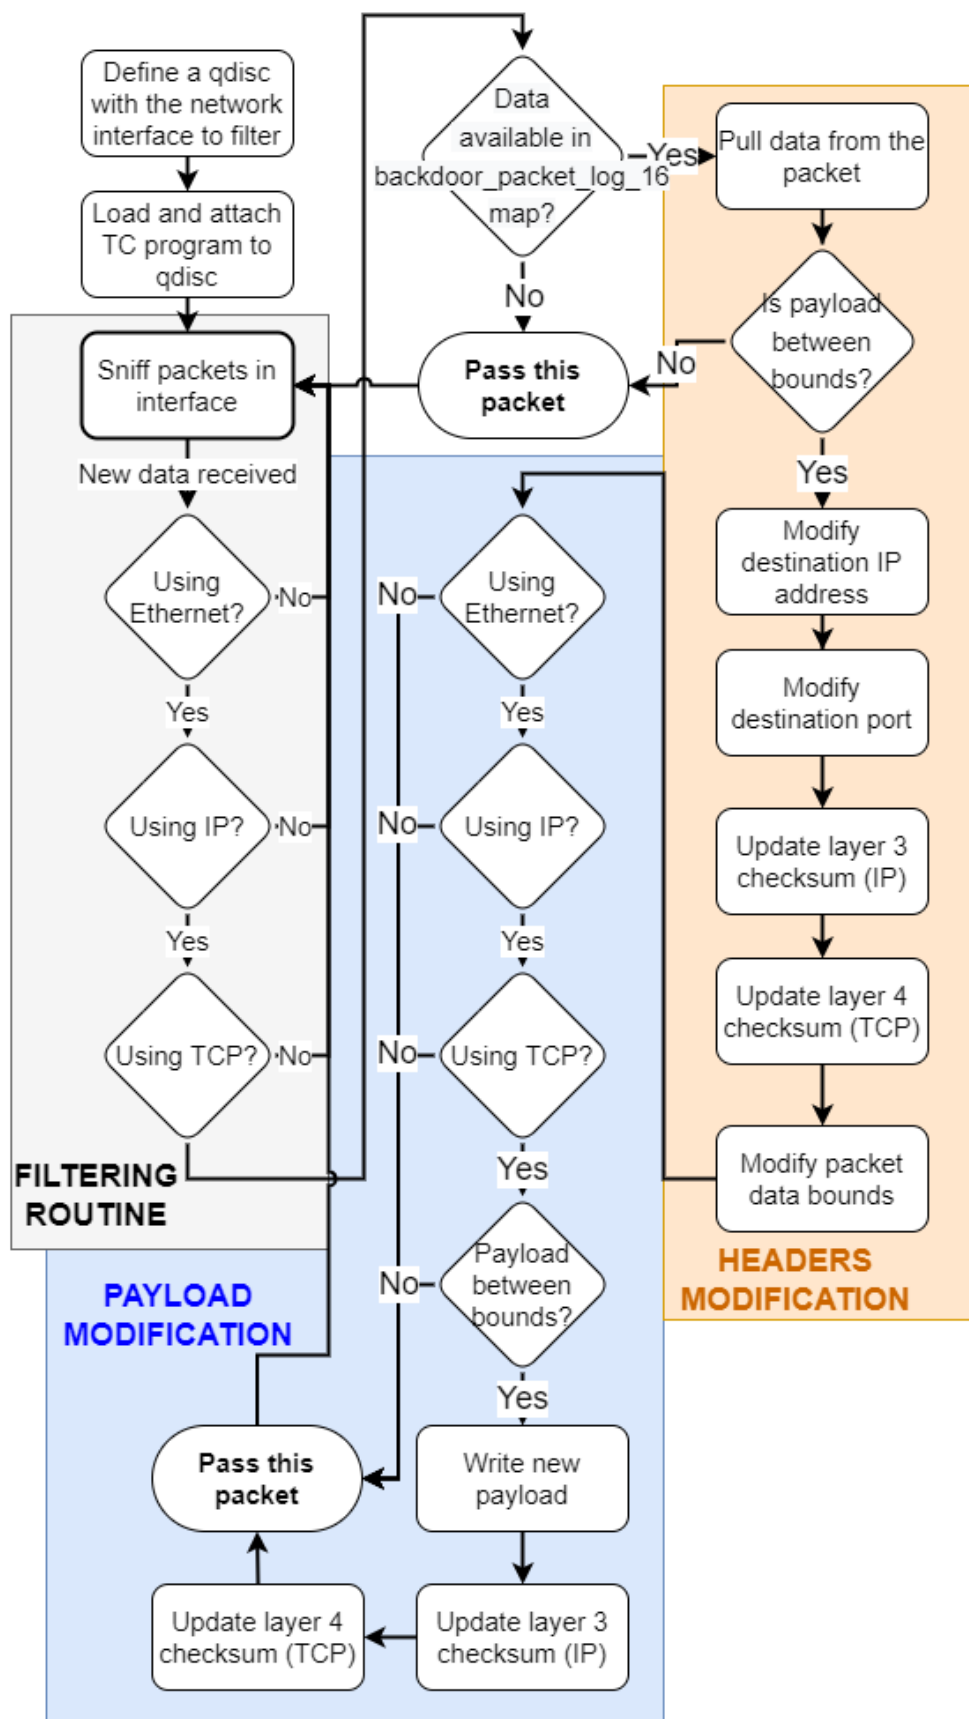 Define a qdisc
with the network
interface to filter
Load and attach
TC program to
qdisc
Sniff packets in
interface
New data received
Using
Ethernet?
No
Yes
Using IP?
No
Yes
Using TCP?
No
FILTERING
ROUTINE
Data
available in
backdoor_packet_log_16
map?
Yes
No
Pass this
packet
Pull data from the
packet
Is payload
between
bounds?
No
Yes
Modify
destination IP
address
Modify
destination port
Update layer 3
checksum (IP)
Update layer 4
checksum (TCP)
Modify packet
data bounds
HEADERS
MODIFICATION
Using
Ethernet?
No
Yes
Using IP?
No
Yes
Using TCP?
No
Yes
Payload
between
bounds?
No
Yes
Write new
payload
Update layer 3
checksum (IP)
Update layer 4
checksum (TCP)
Pass this
packet
PAYLOAD
MODIFICATION